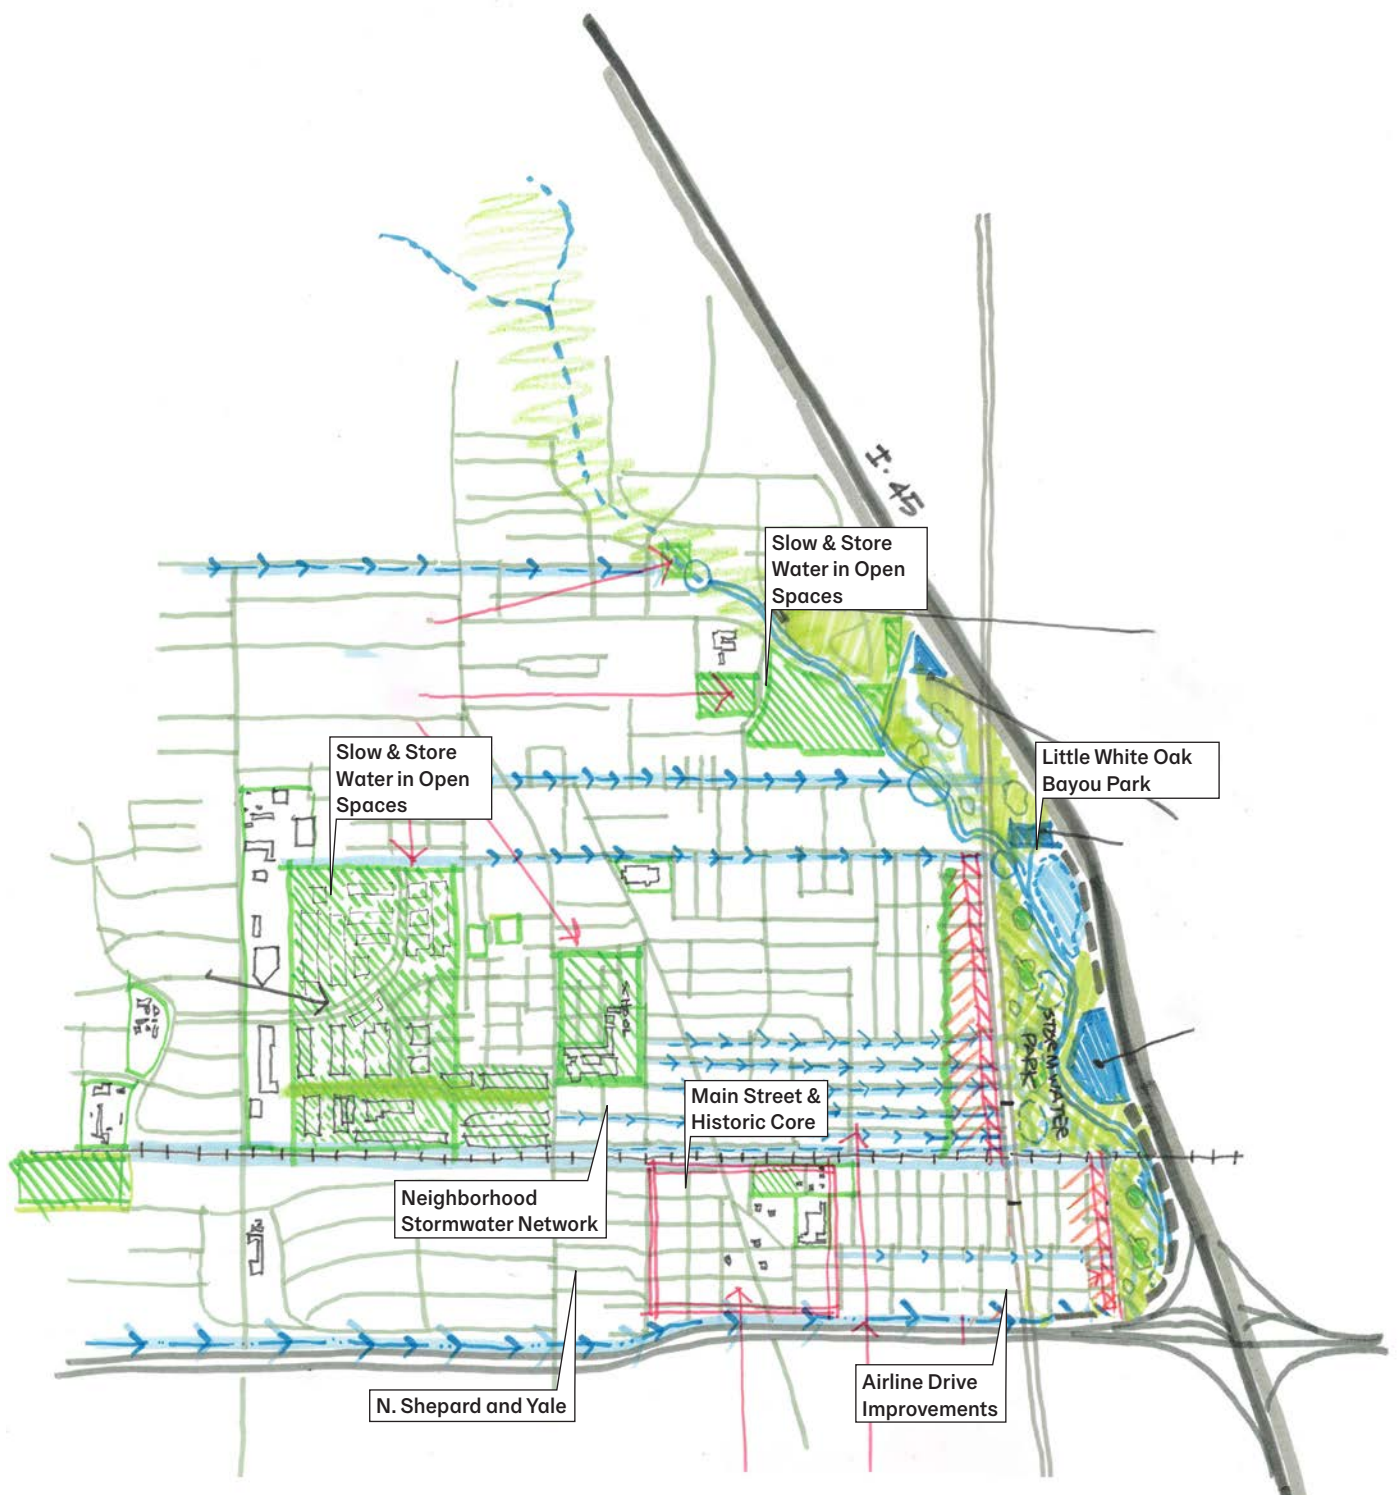 I-45
Slow & Store
Water in Open
Spaces
Slow & Store
Water in Open
Spaces
Little White Oak
Bayou Park
SCHOOL
STORMWATER
PARK
Main Street &
Historic Core
Neighborhood
Stormwater Network
N. Shepard and Yale
Airline Drive
Improvements